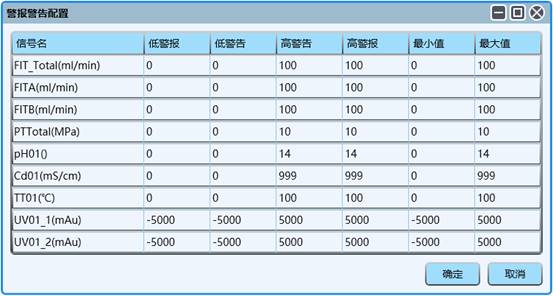 警报警告配置
信号名 低警报 低警告 高警告 高警报 最小值 最大值
FIT_Total(ml/min) 0 0 100 100 0 100
FITA(ml/min) 0 0 100 100 0 100
FITB(ml/min) 0 0 100 100 0 100
PTTotal(MPa) 0 0 10 10 0 10
pH01() 0 0 14 14 0 14
Cd01(mS/cm) 0 0 999 999 0 999
TT01(℃) 0 0 100 100 0 100
UV01_1(mAu) -5000 -5000 5000 5000 -5000 5000
UV01_2(mAu) -5000 -5000 5000 5000 -5000 5000
确定 取消